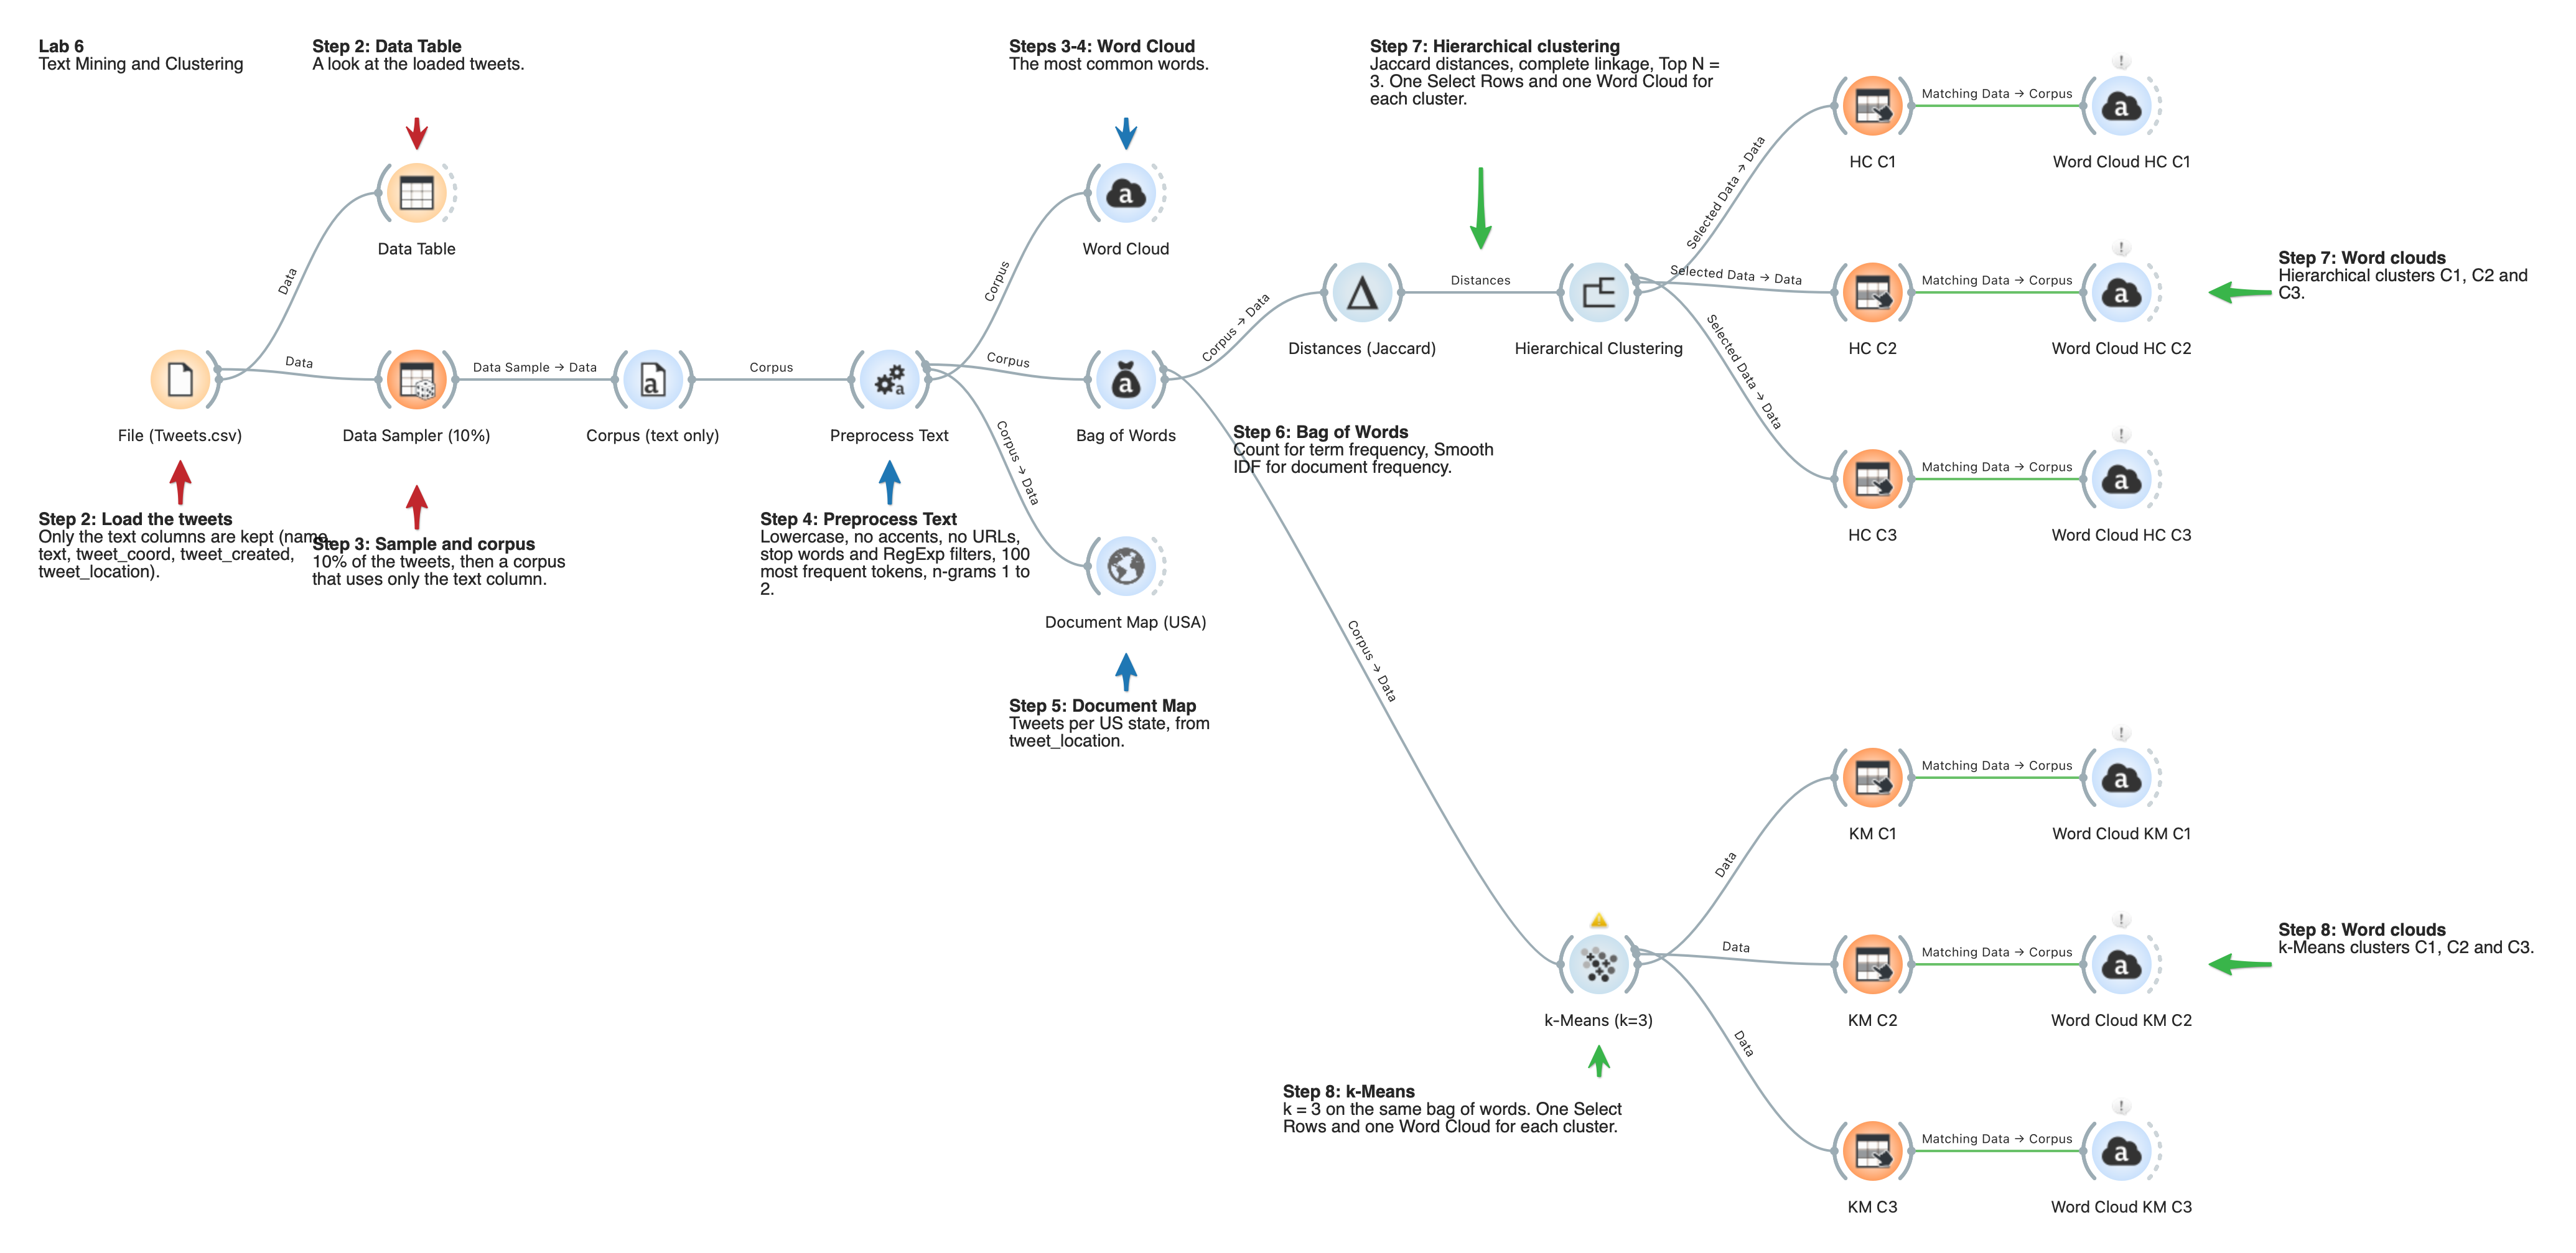 Lab 6
Text Mining and Clustering
Step 2: Data Table
A look at the loaded tweets.
Steps 3-4: Word Cloud
The most common words.
Step 7: Hierarchical clustering
Jaccard distances, complete linkage, Top N =
3. One Select Rows and one Word Cloud for
each cluster.
Data Table
Word Cloud
Data
Data
File (Tweets.csv)
Data Sampler (10%)
Data Sample → Data
Corpus (text only)
Corpus
Preprocess Text
Corpus
Corpus
Corpus → Data
Bag of Words
Document Map (USA)
Step 2: Load the tweets
Only the text columns are kept (name,
text, tweet_coord, tweet_created,
tweet_location).
Step 3: Sample and corpus
10% of the tweets, then a corpus
that uses only the text column.
Step 4: Preprocess Text
Lowercase, no accents, no URLs,
stop words and RegExp filters, 100
most frequent tokens, n-grams 1 to
2.
Step 5: Document Map
Tweets per US state, from
tweet_location.
Step 6: Bag of Words
Count for term frequency, Smooth
IDF for document frequency.
Corpus → Data
Corpus → Data
Distances (Jaccard)
Distances
Hierarchical Clustering
Selected Data → Data
Selected Data → Data
Selected Data → Data
HC C1
Matching Data → Corpus
Word Cloud HC C1
HC C2
Matching Data → Corpus
Word Cloud HC C2
HC C3
Matching Data → Corpus
Word Cloud HC C3
Step 7: Word clouds
Hierarchical clusters C1, C2 and
C3.
k-Means (k=3)
Step 8: k-Means
k = 3 on the same bag of words. One Select
Rows and one Word Cloud for each cluster.
Data
Data
Data
KM C1
Matching Data → Corpus
Word Cloud KM C1
KM C2
Matching Data → Corpus
Word Cloud KM C2
KM C3
Matching Data → Corpus
Word Cloud KM C3
Step 8: Word clouds
k-Means clusters C1, C2 and C3.